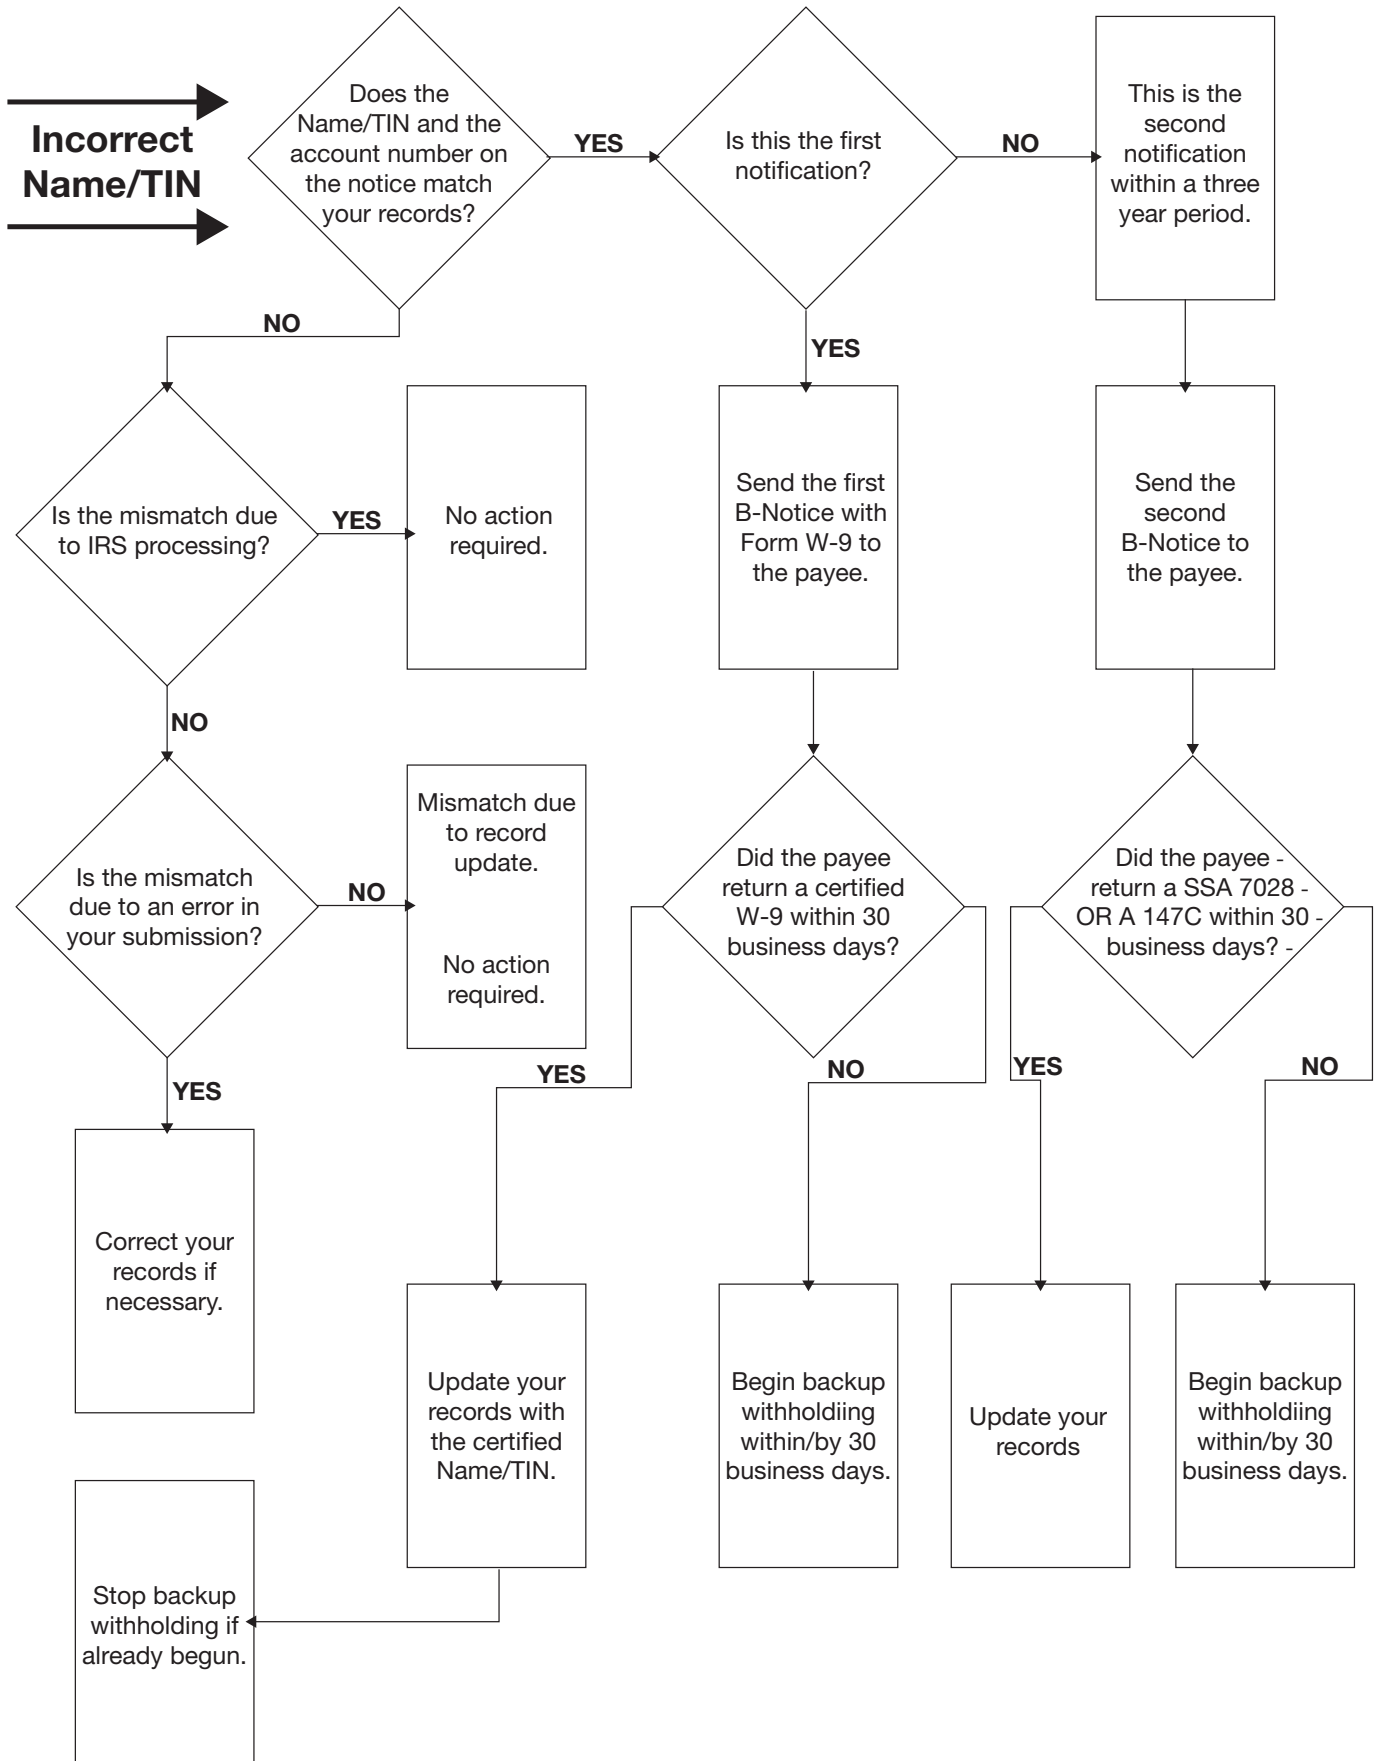 Incorrect
Name/TIN
Does the
Name/TIN and the
account number on
the notice match
your records?
YES
Is this the first
notification?
NO
This is the
second
notification
within a three
year period.
NO
YES
Is the mismatch due
to IRS processing?
YES
No action
required.
Send the first
B-Notice with
Form W-9 to
the payee.
Send the
second
B-Notice to
the payee.
NO
Is the mismatch
due to an error in
your submission?
NO
Mismatch due
to record
update.
No action
required.
Did the payee
return a certified
W-9 within 30
business days?
Did the payee -
return a SSA 7028 -
OR A 147C within 30 -
business days? -
YES
YES
NO
YES
NO
Correct your
records if
necessary.
Update your
records with
the certified
Name/TIN.
Begin backup
withholdiing
within/by 30
business days.
Update your
records
Begin backup
withholdiing
within/by 30
business days.
Stop backup
withholding if
already begun.